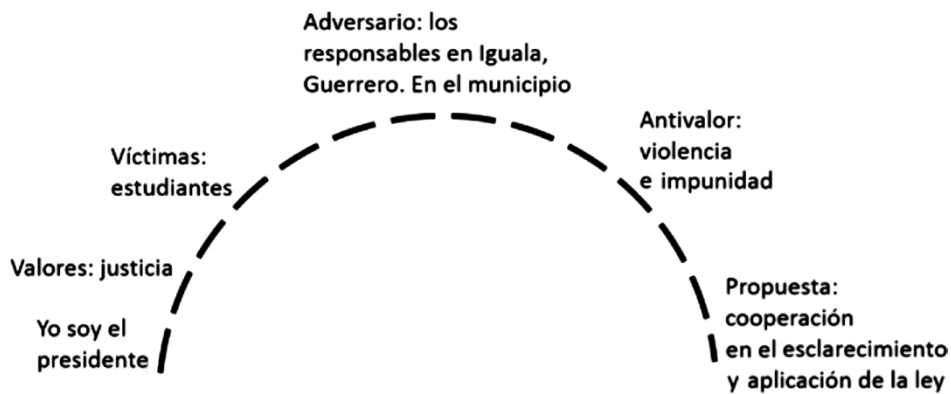 Adversario: los
responsables en Iguala,
Guerrero. En el municipio
Antivalor:
violencia
e impunidad
Víctimas:
estudiantes
Valores: justicia
Yo soy el
presidente
Propuesta:
cooperación
en el esclarecimiento
y aplicación de la ley